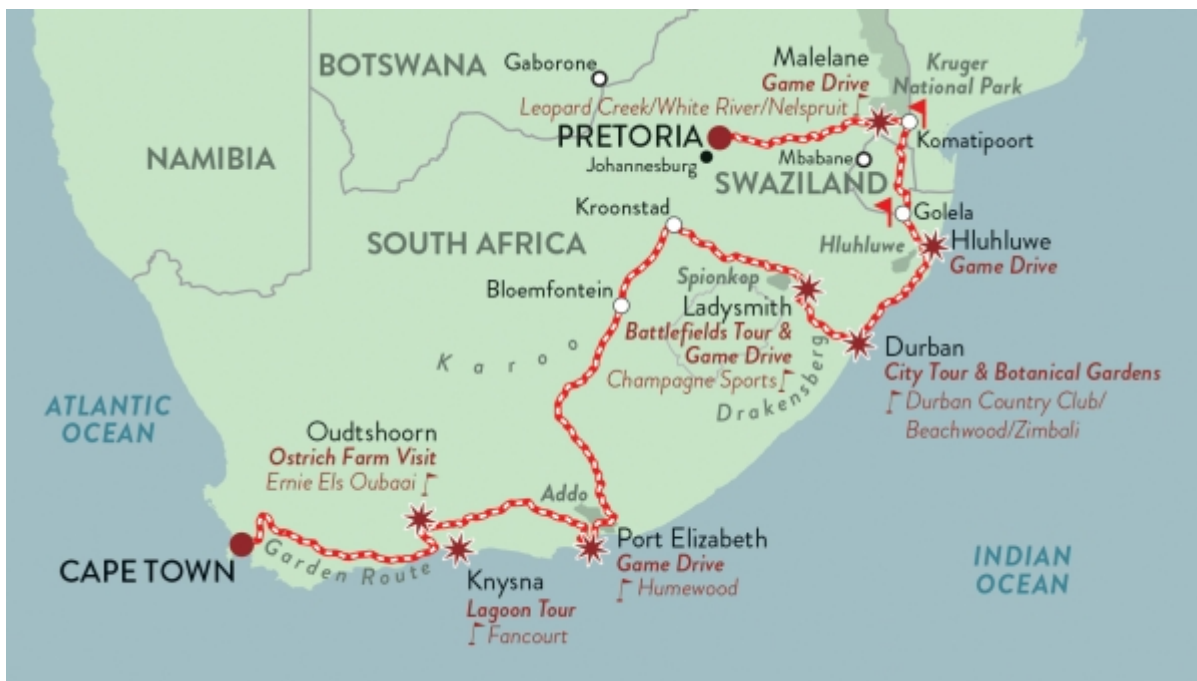 BOTSWANA
Gaborone
Malelane
Game Drive
Leopard Creek/White River/Nelspruit
Kruger
National Park
PRETORIA
Johannesburg
Komatipoort
Mbabane
SWAZILAND
NAMIBIA
Kroonstad
Golela
SOUTH AFRICA
Hluhluwe
Hluhluwe
Game Drive
Bloemfontein
Spionkop
Ladysmith
Battlefields Tour &
Game Drive
Champagne Sports
Drakensberg
Durban
City Tour & Botanical Gardens
Durban Country Club/
Beachwood/Zimbali
Karoo
ATLANTIC
OCEAN
Oudtshoorn
Ostrich Farm Visit
Ernie Els Oubaai
Addo
Port Elizabeth
Game Drive
Humewood
CAPE TOWN
Garden Route
Knysna
Lagoon Tour
Fancourt
INDIAN
OCEAN